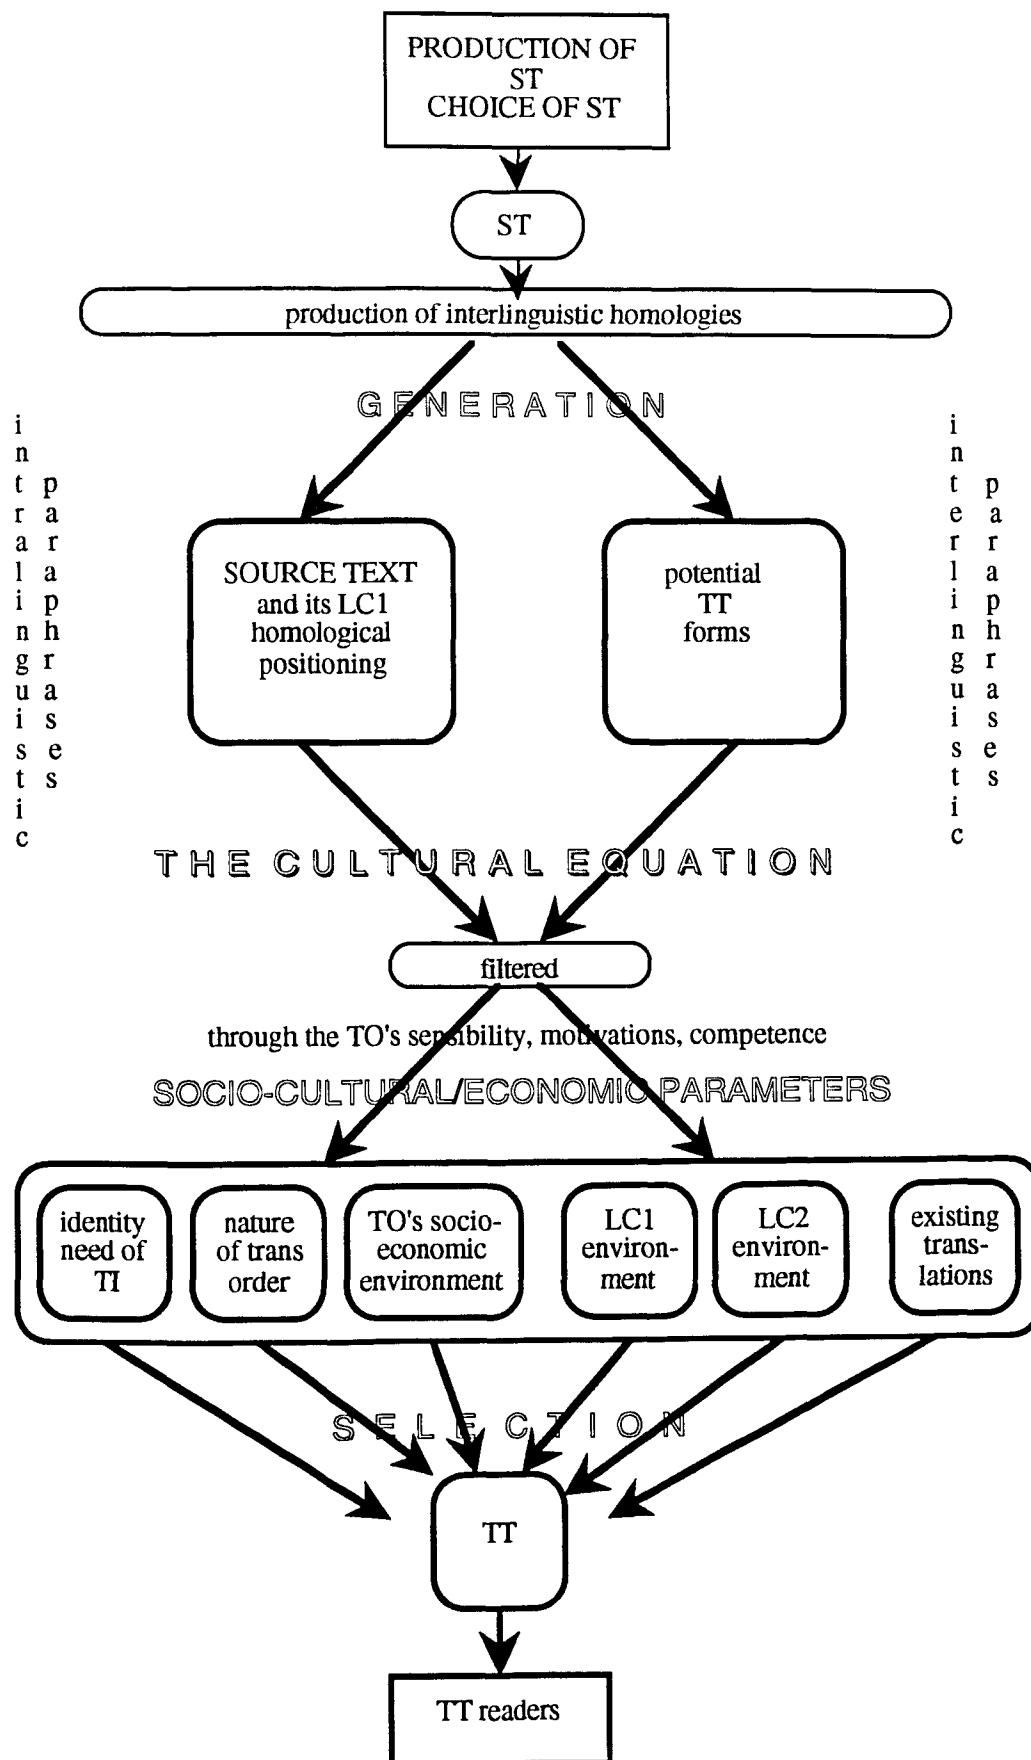 PRODUCTION OF
ST
CHOICE OF ST
ST
production of interlinguistic homologies
GENERATION
intralinguistic
paraphrases
interlinguistic
paraphrases
SOURCE TEXT
and its LC1
homological
positioning
potential
TT
forms
THE CULTURAL EQUATION
filtered
through the TO's sensibility, motivations, competence
SOCIO-CULTURAL/ECONOMIC PARAMETERS
identity
need of
TI
nature
of trans
order
TO's socio-
economic
environment
LC1
environ-
ment
LC2
environ-
ment
existing
trans-
lations
SELECTION
TT
TT readers